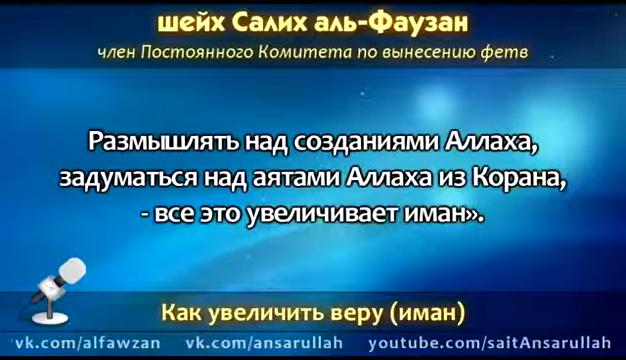 шейх Салих аль-Фаузан
член Постоянного Комитета по вынесению фетв
Размышлять над созданиями Аллаха,
задуматься над аятами Аллаха из Корана,
- все это увеличивает иман».
Как увеличить веру (иман)
vk.com/alfawzan vk.com/ansarullah youtube.com/saitAnsarullah